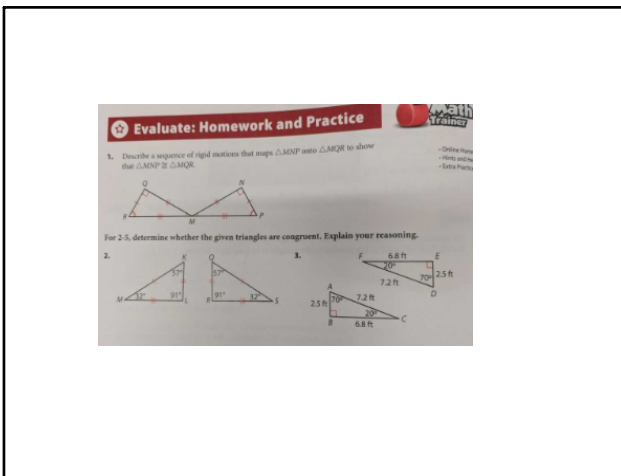 Evaluate: Homework and Practice
Math
Trainer
1. Describe a sequence of rigid motions that maps △MNP onto △MQR to show
that △MNP ≅ △MQR.
Q N
R M P
For 2-5, determine whether the given triangles are congruent. Explain your reasoning.
2. 3.
K Q
57° 57°
M 32° 91° L R 91° 32° S
F 6.8 ft E
20°
7.2 ft 70° 2.5 ft
D
A
2.5 ft 70° 7.2 ft
20°
B 6.8 ft C